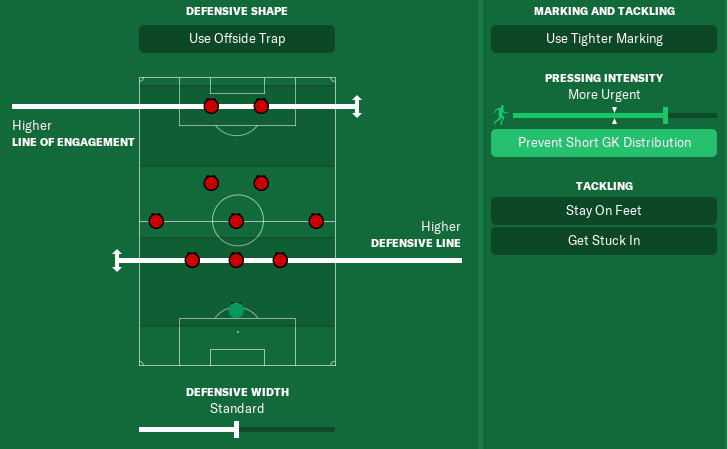 DEFENSIVE SHAPE
Use Offside Trap
Higher
LINE OF ENGAGEMENT
Higher
DEFENSIVE LINE
DEFENSIVE WIDTH
Standard
MARKING AND TACKLING
Use Tighter Marking
PRESSING INTENSITY
More Urgent
Prevent Short GK Distribution
TACKLING
Stay On Feet
Get Stuck In